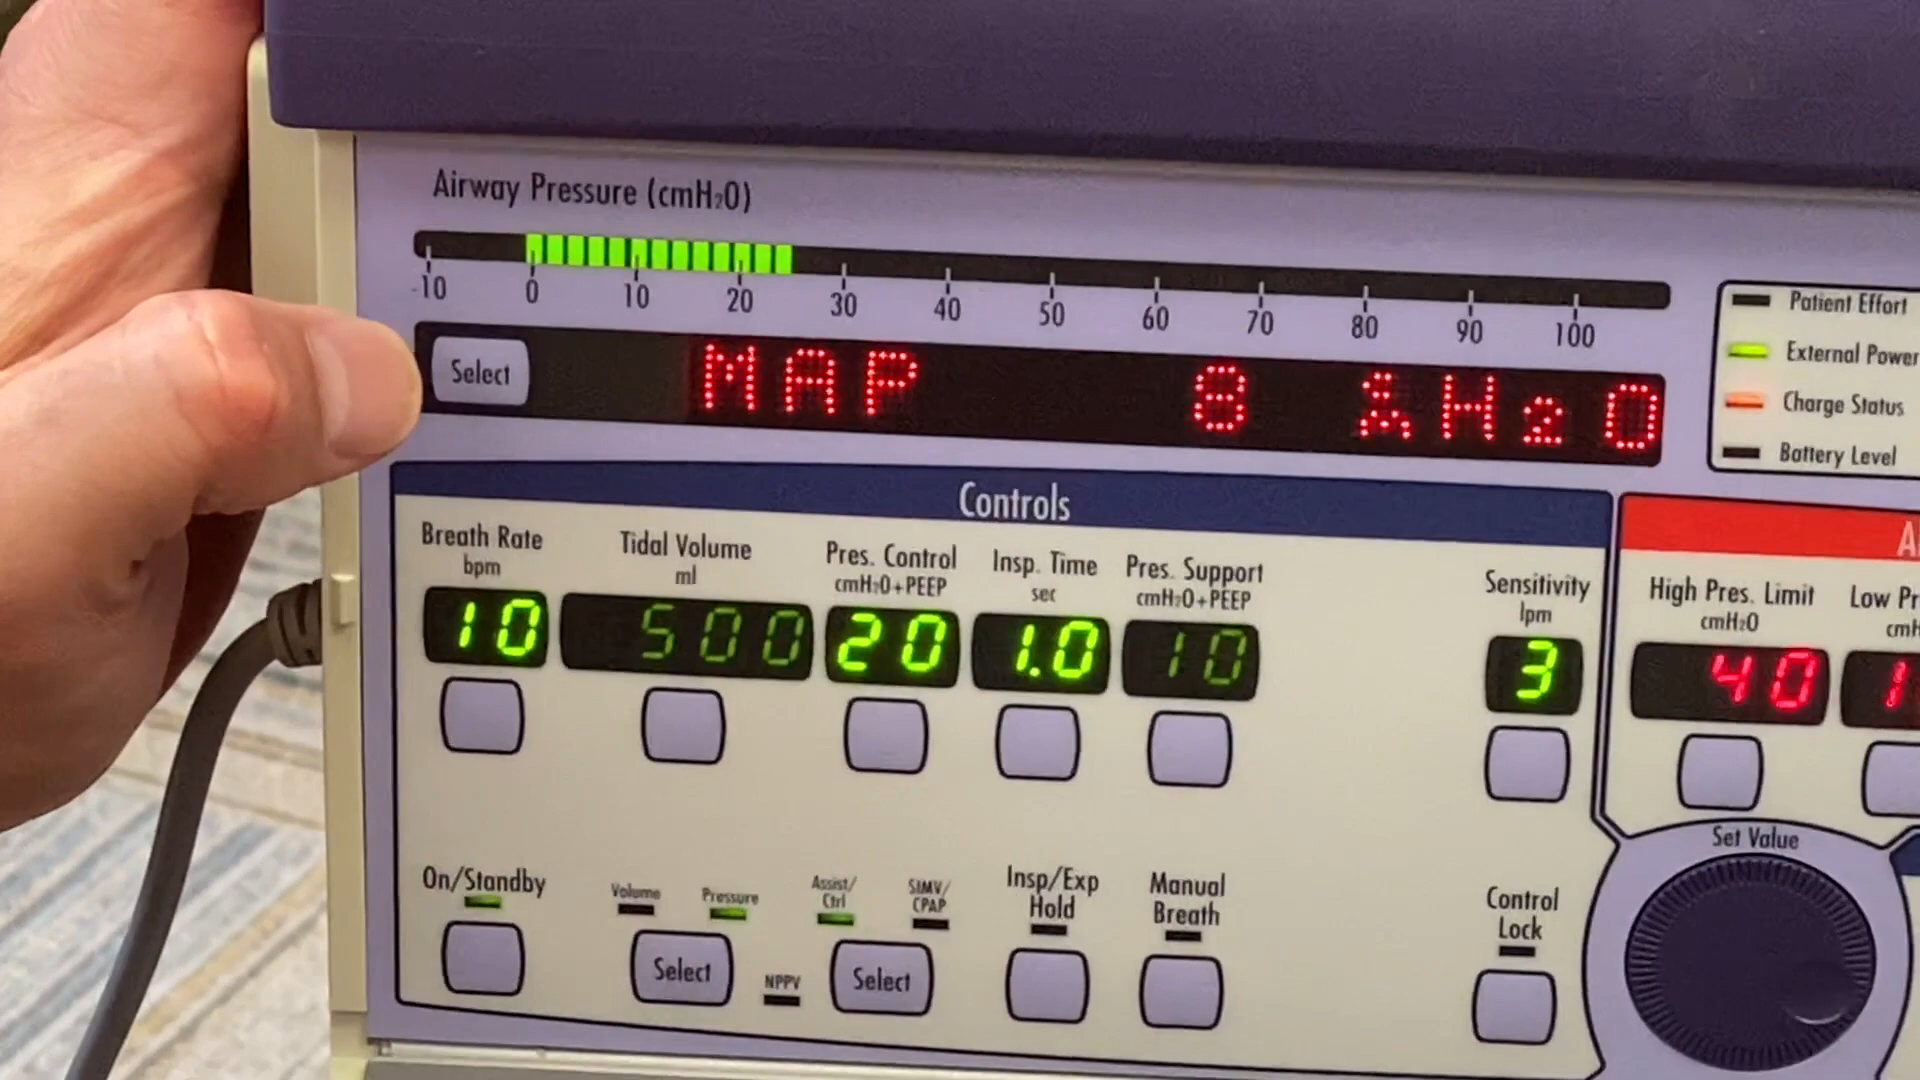 Airway Pressure (cmH₂O)
-10 0 10 20 30 40 50 60 70 80 90 100
Select MAP 8 cmH₂O
Patient Effort
External Power
Charge Status
Battery Level
Controls
Breath Rate
bpm
10
Tidal Volume
ml
500
Pres. Control
cmH₂O+PEEP
20
Insp. Time
sec
1.0
Pres. Support
cmH₂O+PEEP
10
Sensitivity
lpm
3
High Pres. Limit
cmH₂O
40
Low
Set Value
On/Standby
Volume
Pressure
Select
NPPV
Assist/
Ctrl
SIMV/
CPAP
Select
Insp/Exp
Hold
Manual
Breath
Control
Lock